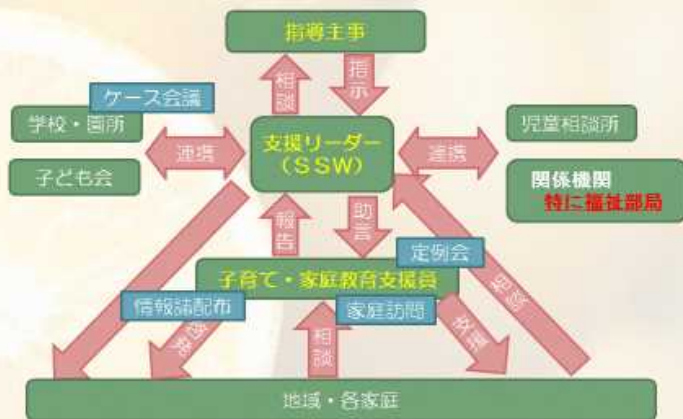 指導主事
相談
指示
ケース会議
学校・園所
子ども会
連携
支援リーダー
(SSW)
連携
児童相談所
関係機関
特に福祉部局
報告
助言
定例会
子育て・家庭教育支援員
情報誌配布
家庭訪問
相談
支援
相談
地域・各家庭